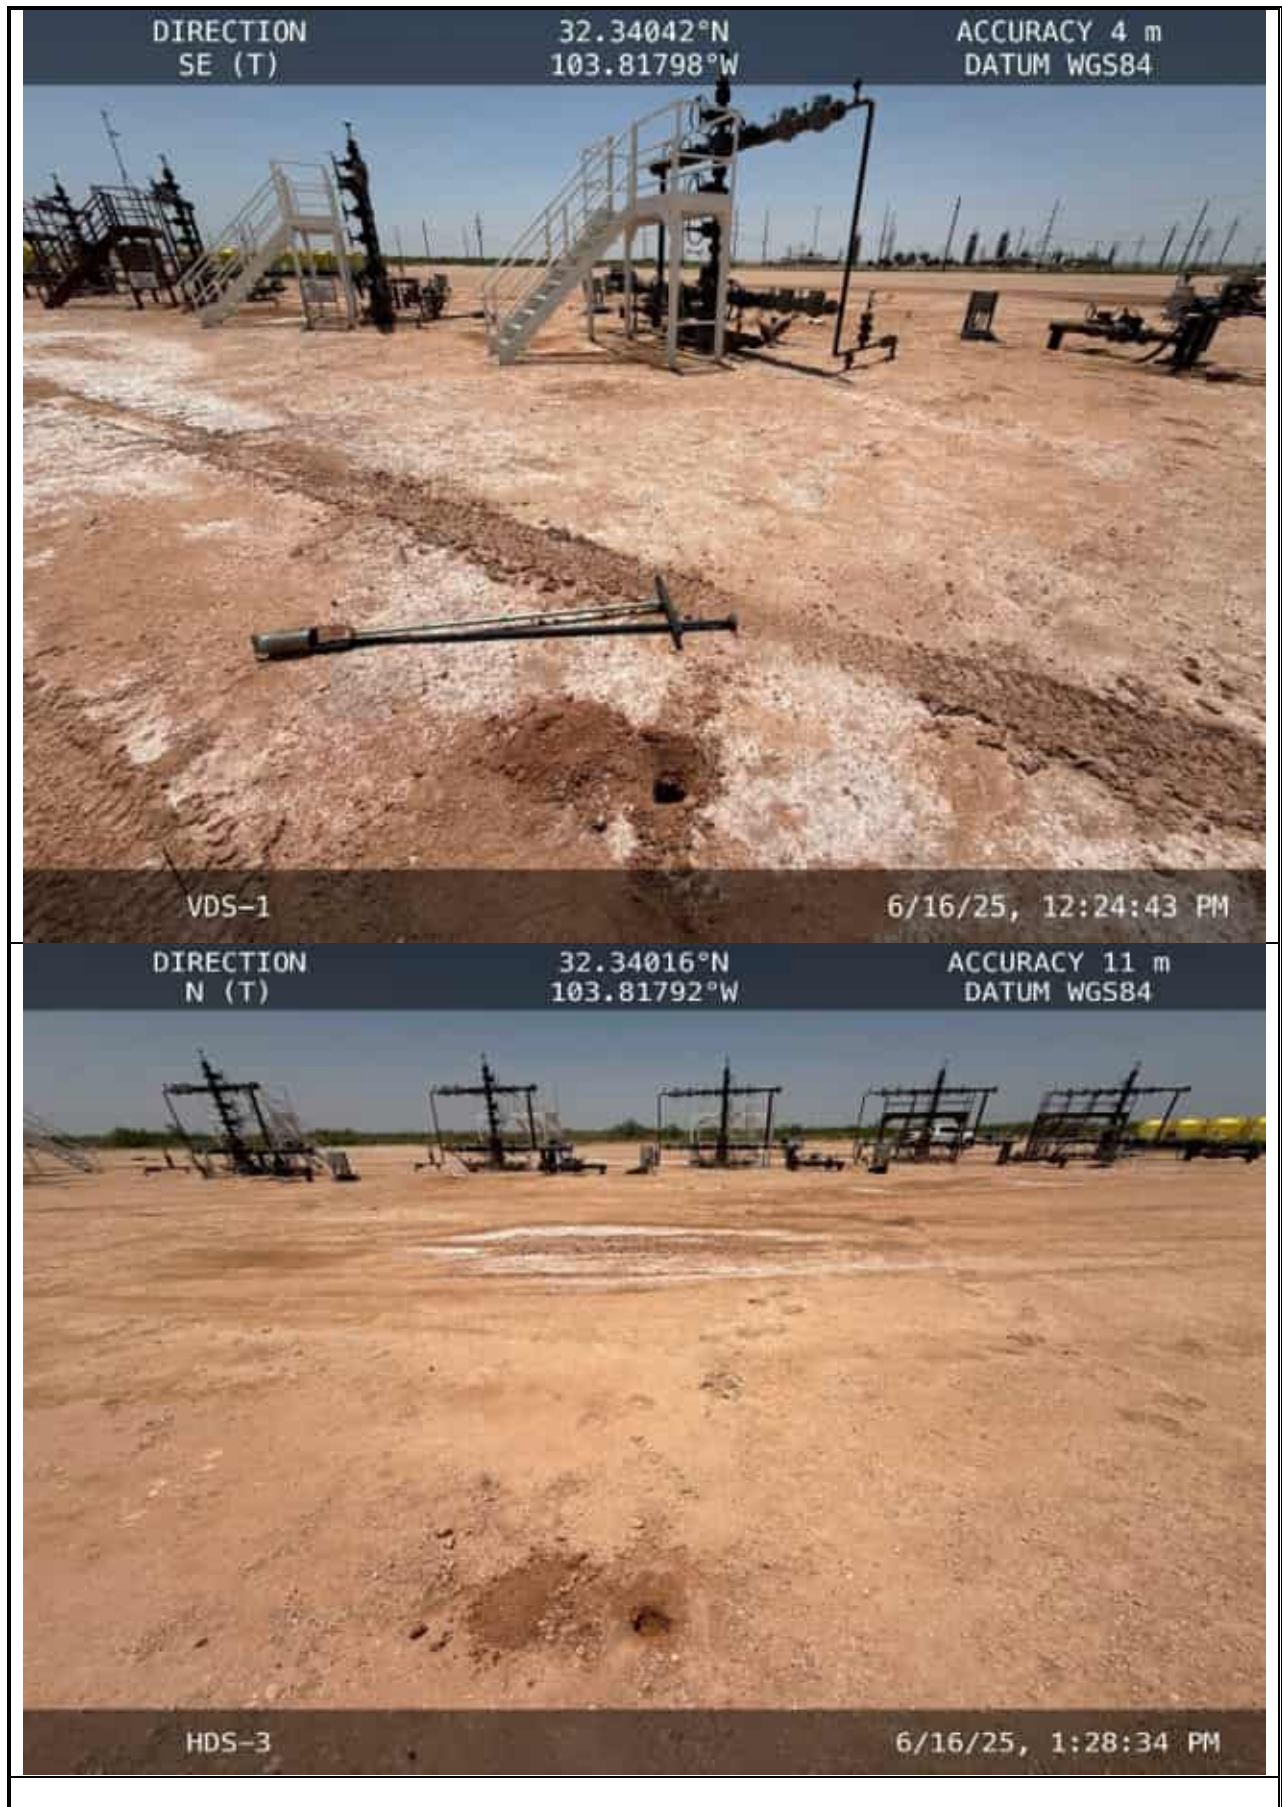 DIRECTION 32.34042°N ACCURACY 4 m
SE (T) 103.81798°W DATUM WGS84
VDS-1 6/16/25, 12:24:43 PM
DIRECTION 32.34016°N ACCURACY 11 m
N (T) 103.81792°W DATUM WGS84
HDS-3 6/16/25, 1:28:34 PM